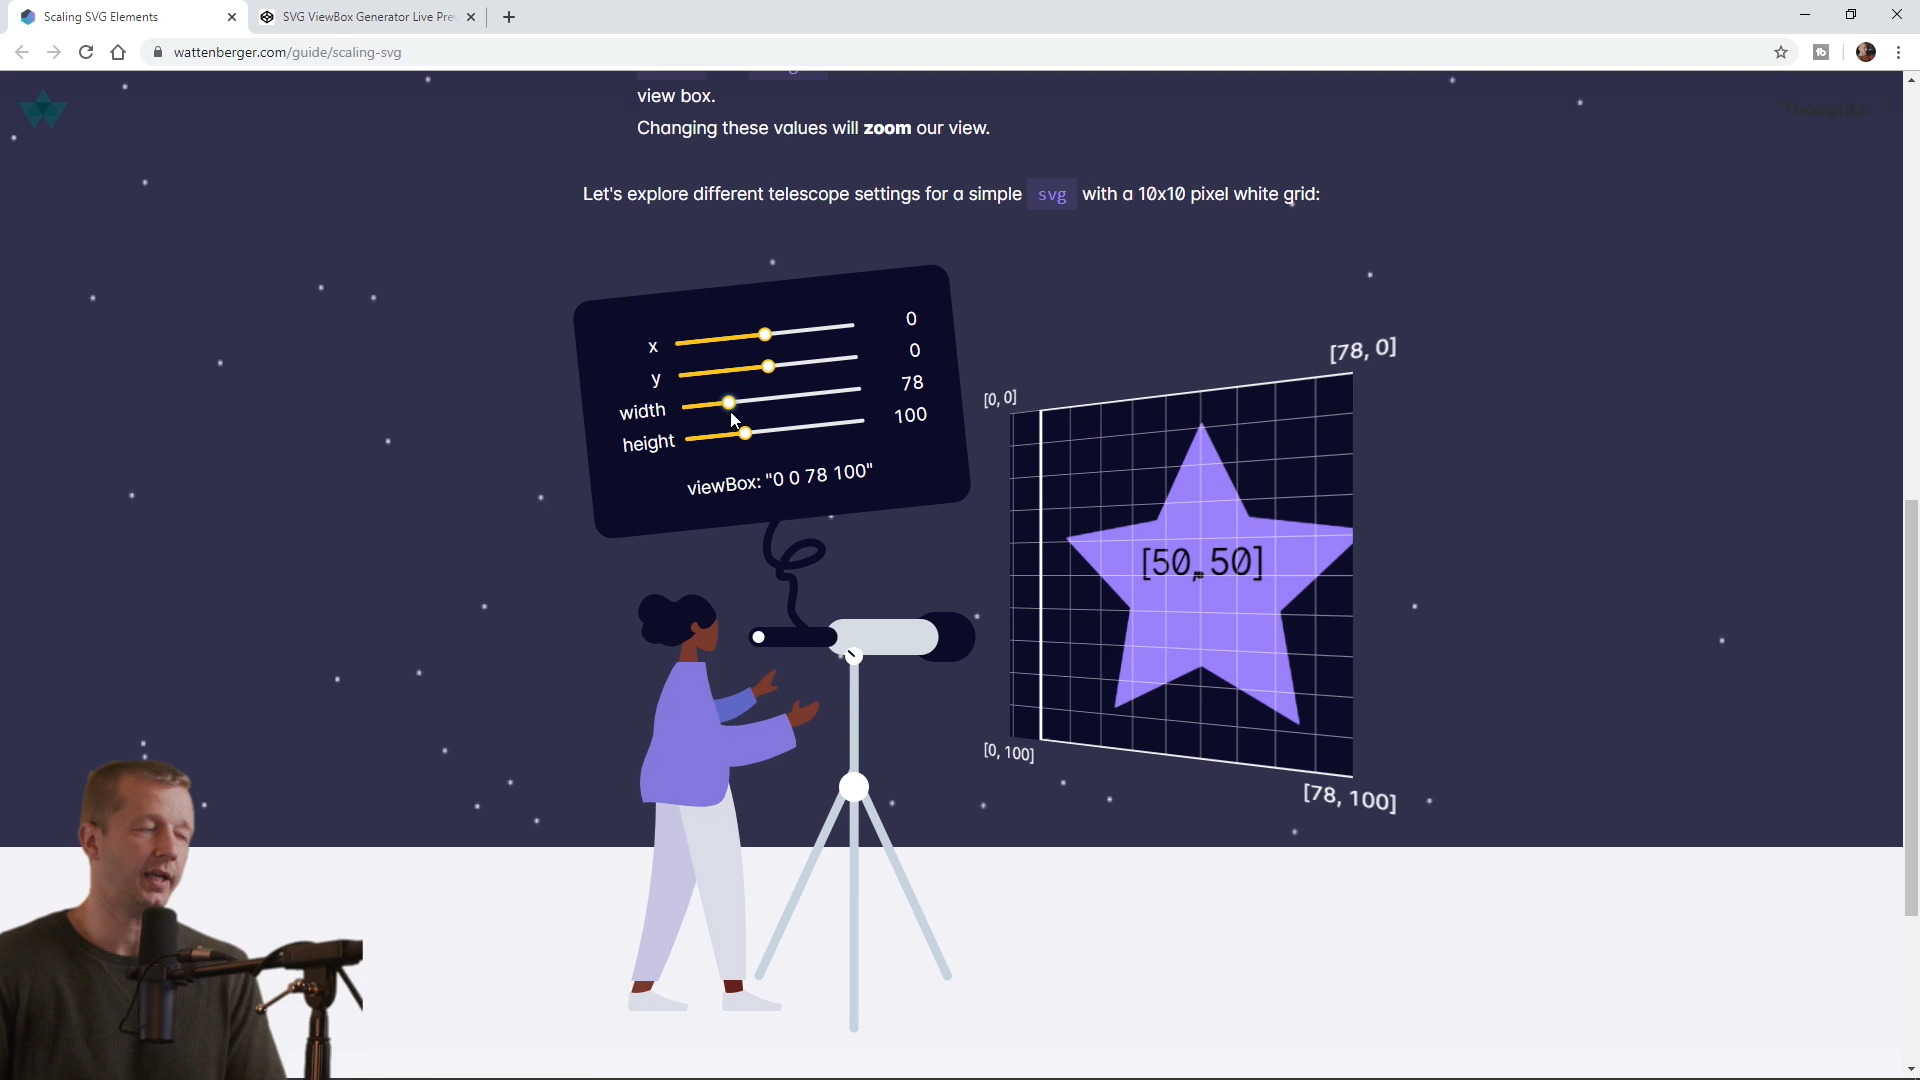 Scaling SVG Elements
SVG ViewBox Generator Live Pre
wattenberger.com/guide/scaling-svg
Thoughts
view box.
Changing these values will zoom our view.
Let's explore different telescope settings for a simple svg with a 10x10 pixel white grid:
x 0
y 0
width 78
height 100
viewBox: "0 0 78 100"
[0, 0]
[78, 0]
[50, 50]
[0, 100]
[78, 100]